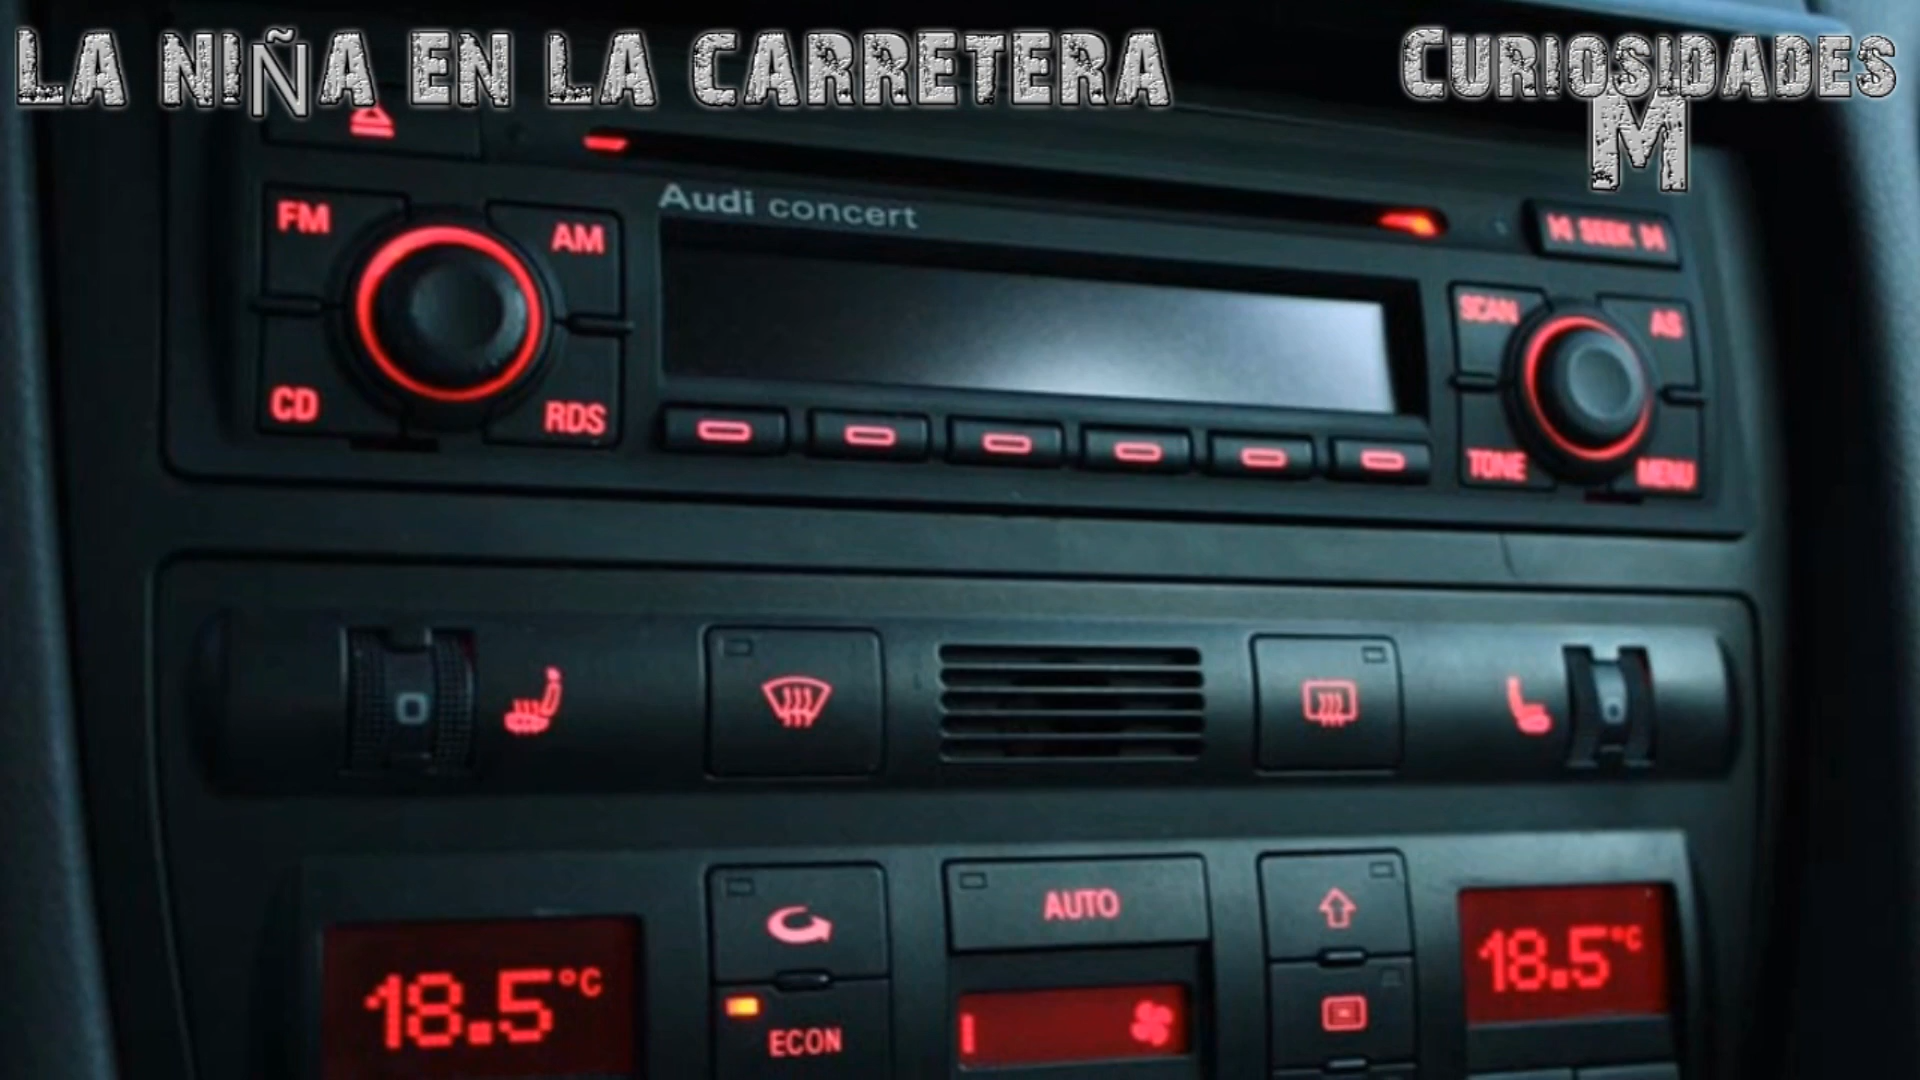 LA NIÑA EN LA CARRETERA
CURIOSIDADES
M
Audi concert
FM
AM
SEEK
SCAN
AS
CD
RDS
TONE
MENU
AUTO
18.5°C
18.5°C
ECON